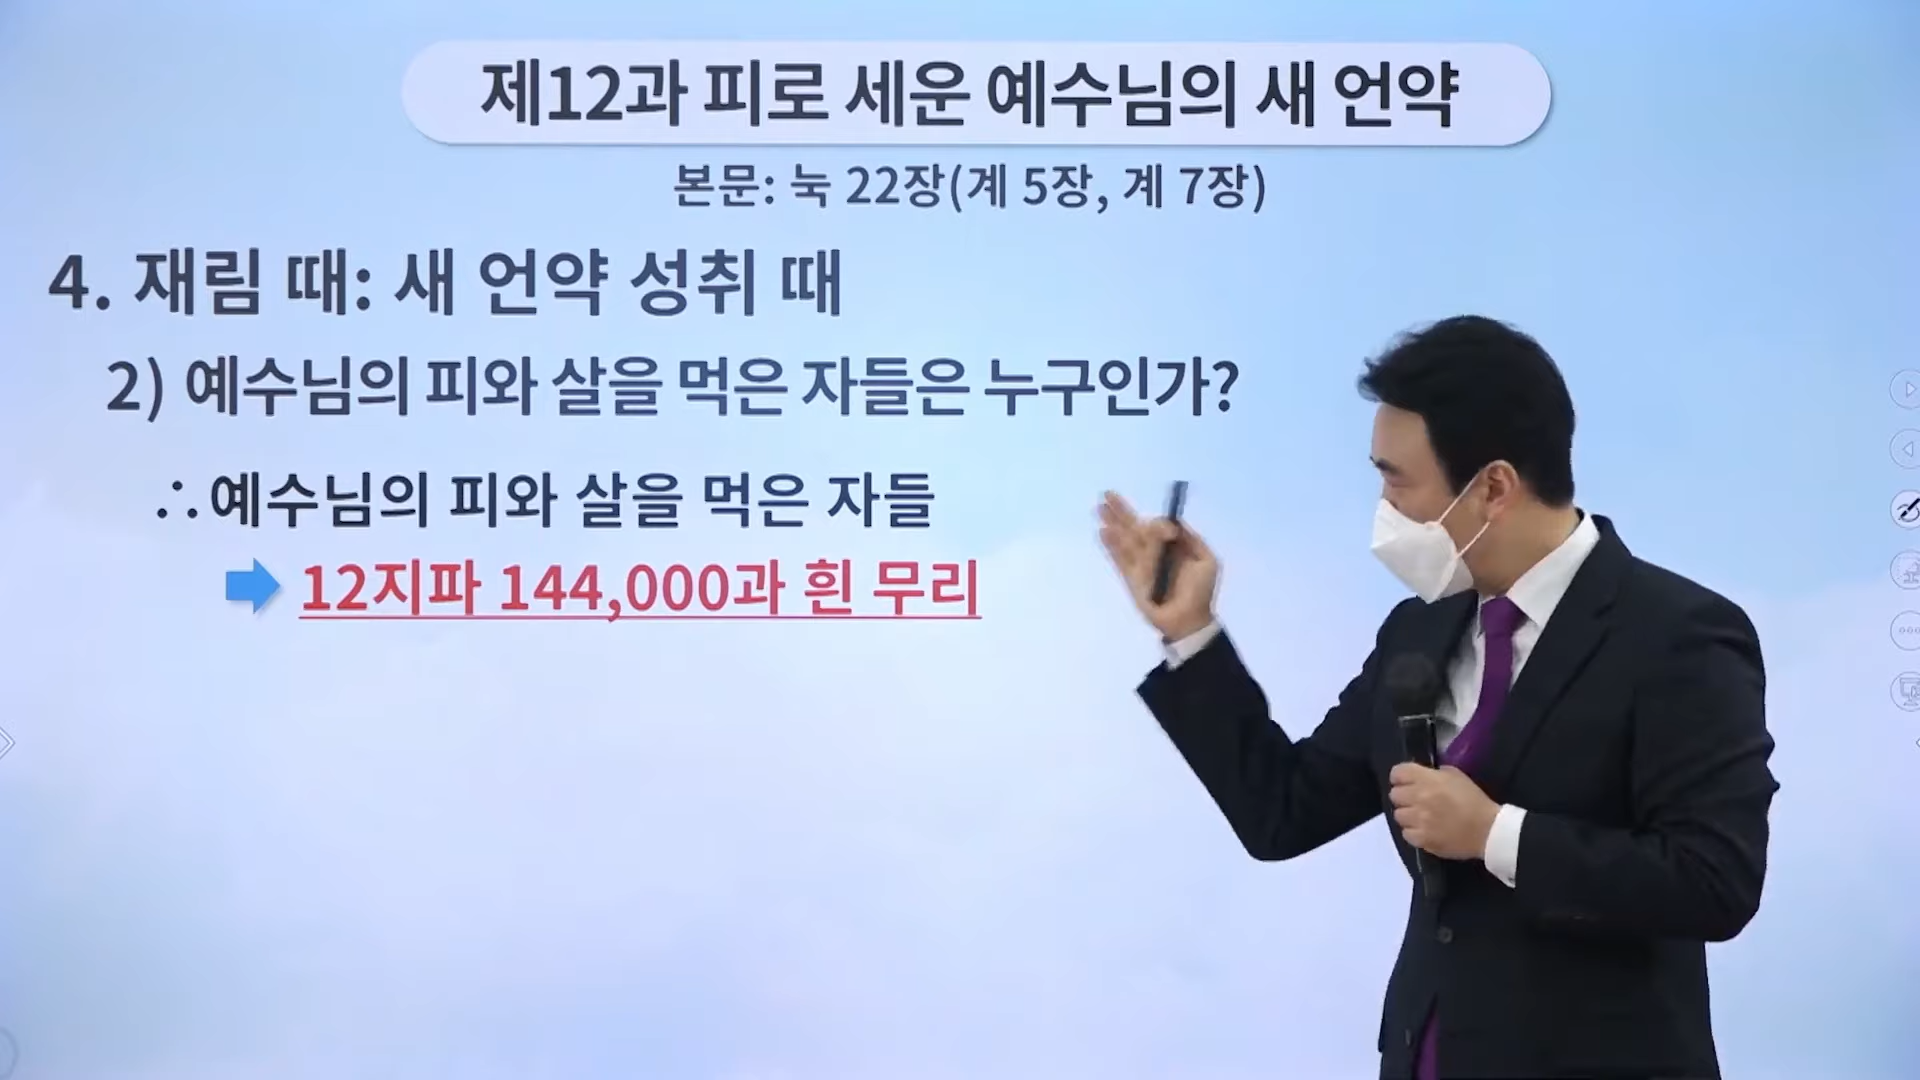 제12과 피로 세운 예수님의 새 언약
본문: 눅 22장(계 5장, 계 7장)
4. 재림 때: 새 언약 성취 때
2) 예수님의 피와 살을 먹은 자들은 누구인가?
∴예수님의 피와 살을 먹은 자들
12지파 144,000과 흰 무리